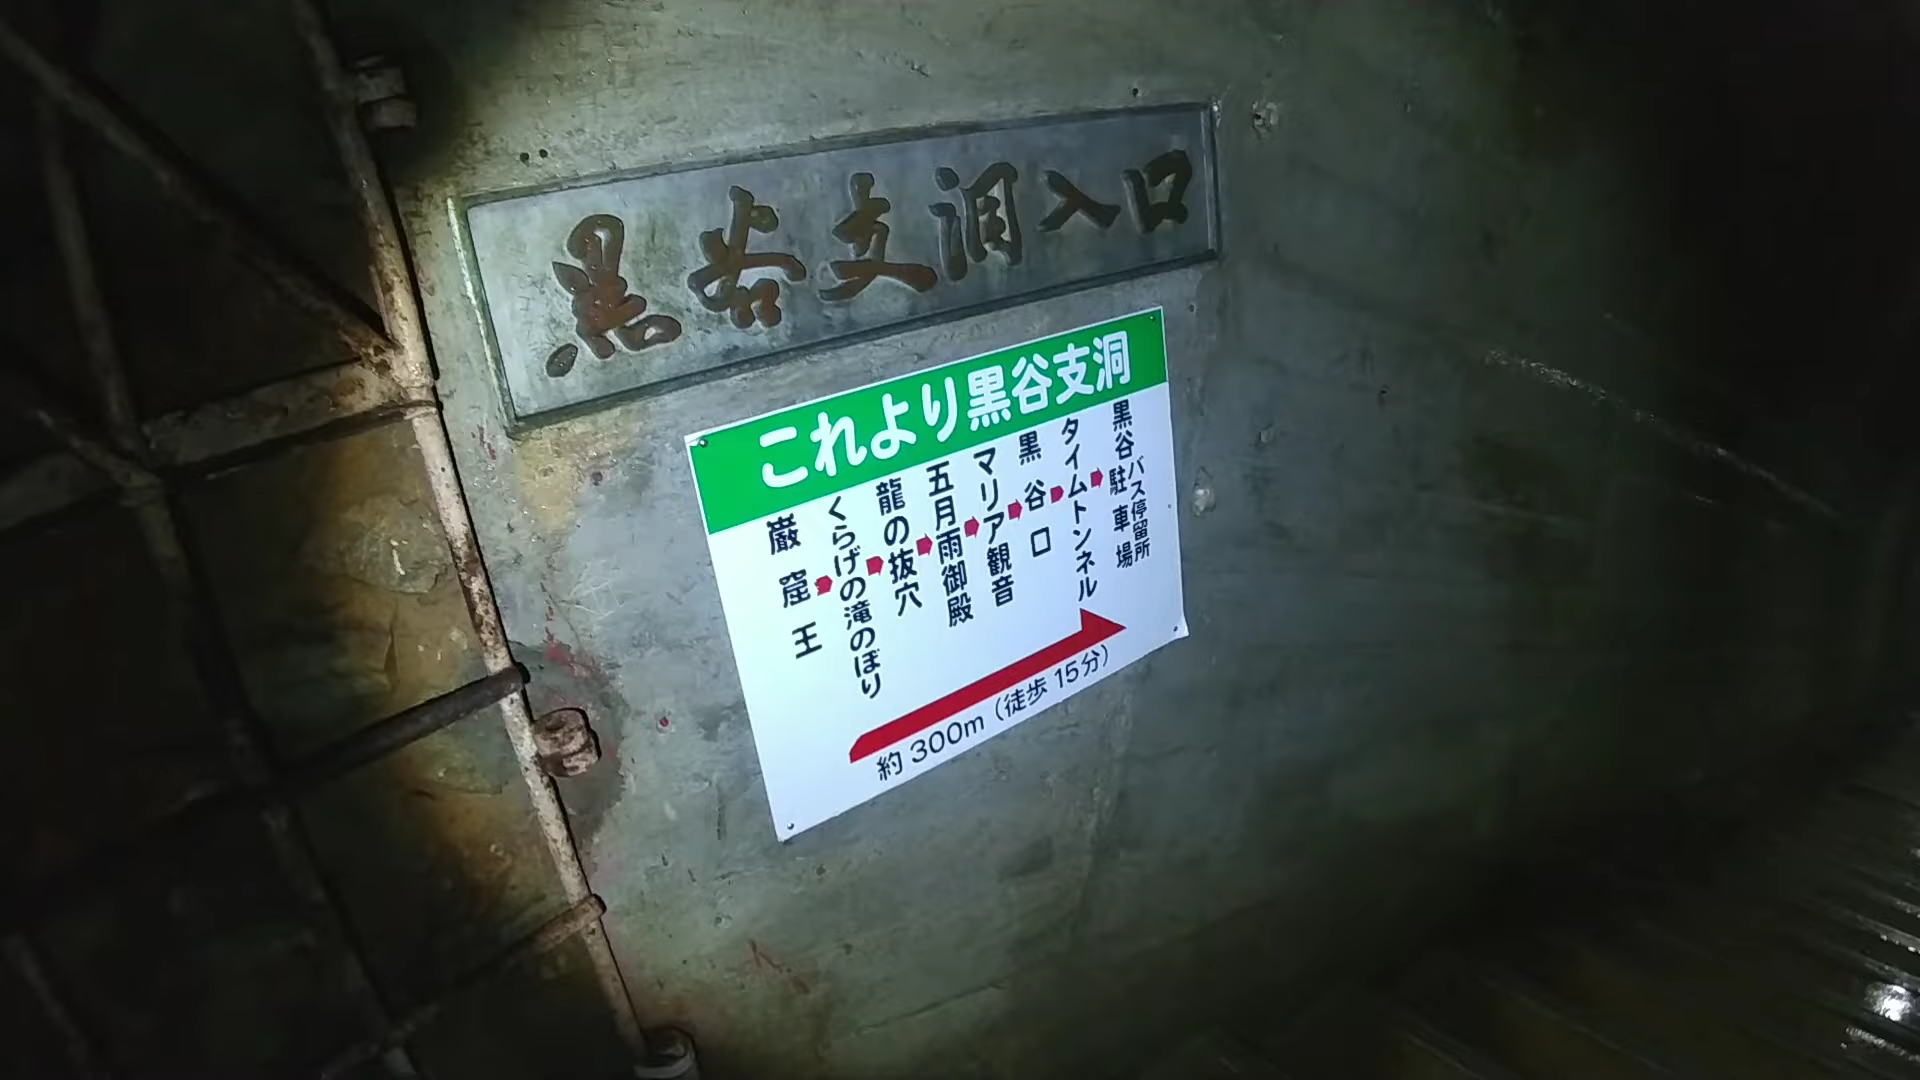 黒谷支洞入口
これより黒谷支洞
巌窟王
くらげの滝のぼり
龍の抜穴
五月雨御殿
マリア観音
黒谷口
タイムトンネル
黒谷駐車場
バス停留所
約300m（徒歩15分）